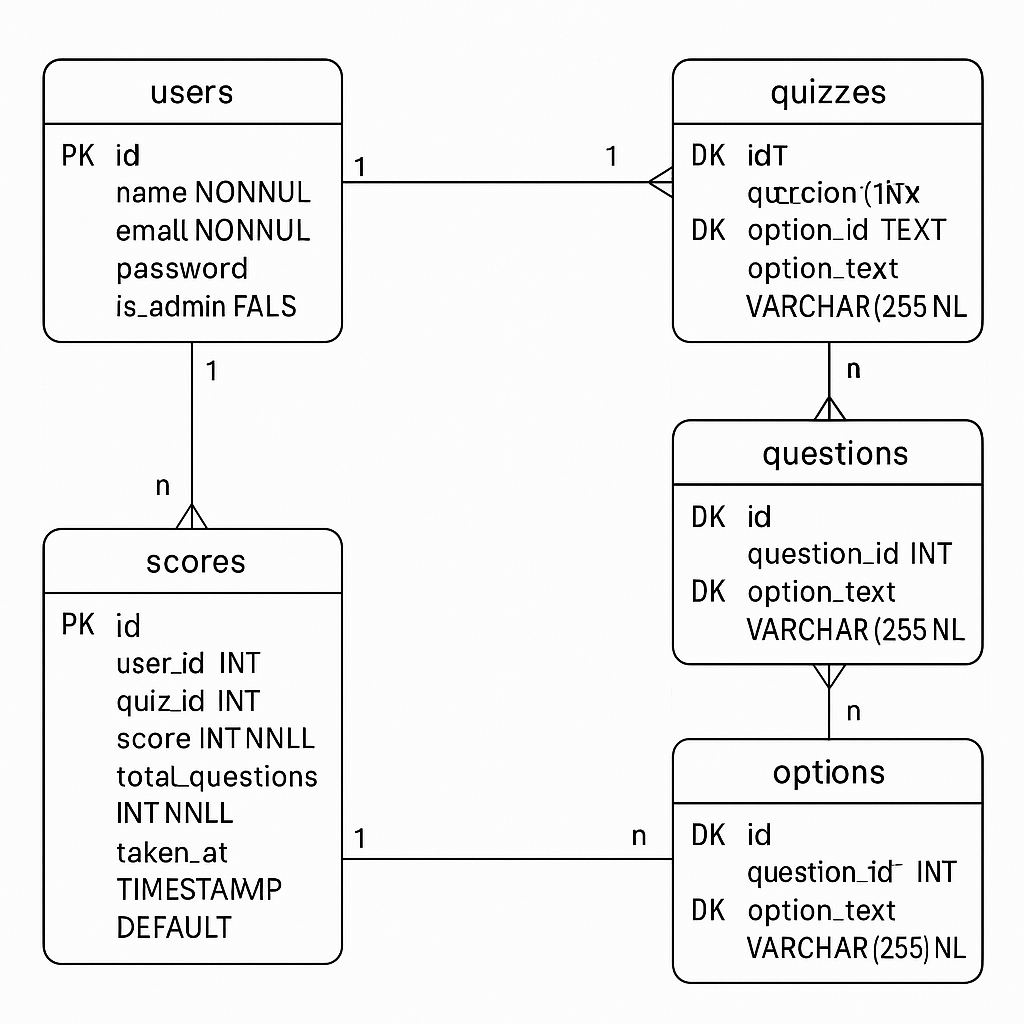 users
PK id
name NONNUL
emall NONNUL
password
is_admin FALS
1
1
quizzes
DK idT
DK option_id TEXT
option_text
VARCHAR(255 NL
1
n
n
questions
DK id
question_id INT
DK option_text
VARCHAR(255 NL
scores
PK id
user_id INT
quiz_id INT
score INT NNLL
total_questions
INT NNLL
taken_at
TIMESTAMP
DEFAULT
1
n
n
options
DK id
question_id INT
DK option_text
VARCHAR(255) NL